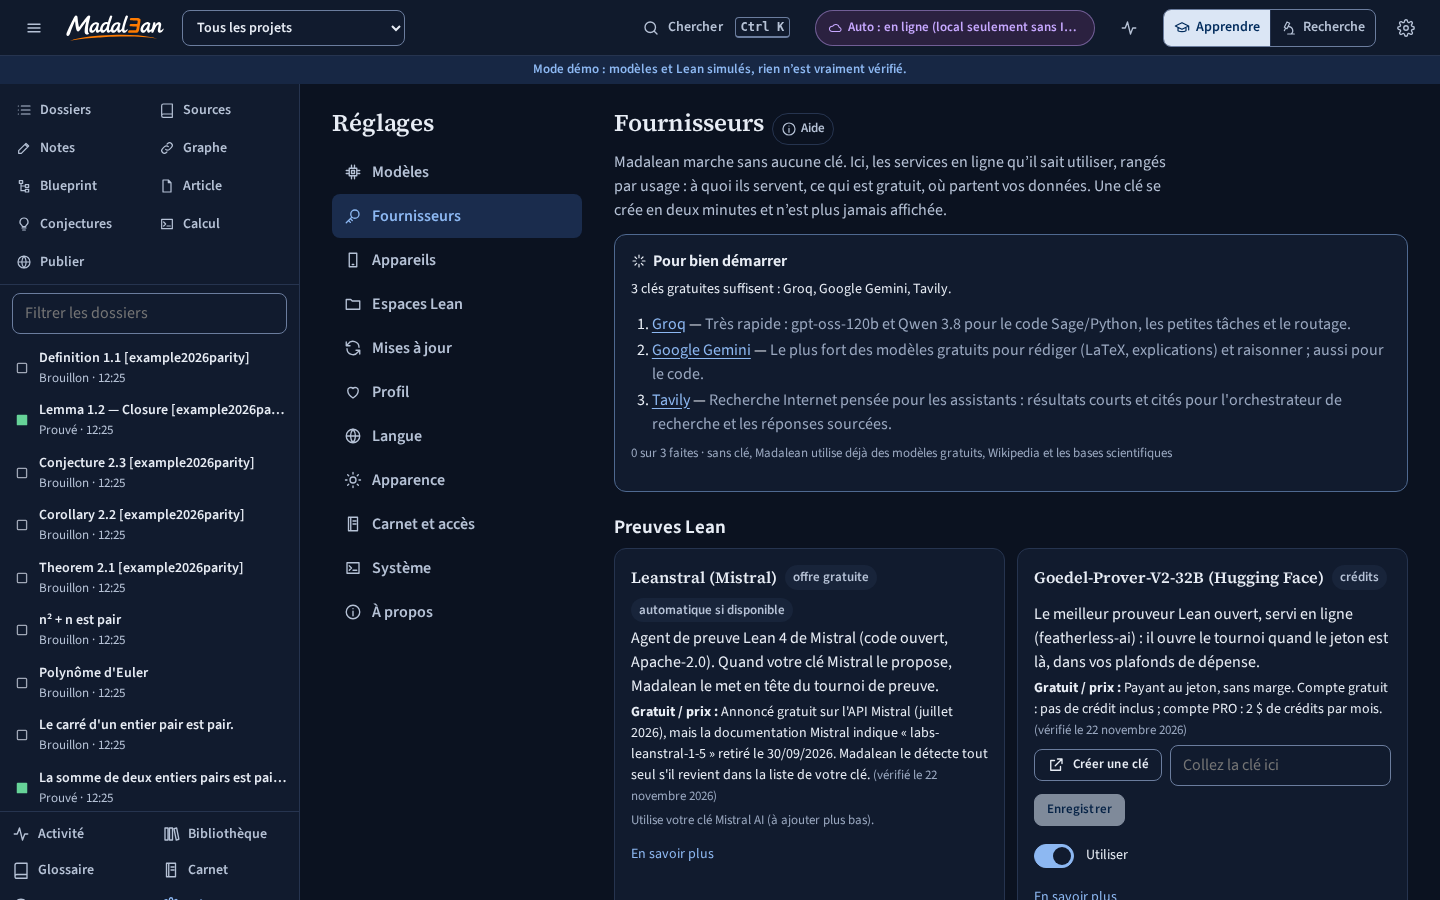 MadalƎan
Tous les projets
Chercher
Ctrl K
Auto : en ligne (local seulement sans I…
Apprendre
Recherche
Mode démo : modèles et Lean simulés, rien n’est vraiment vérifié.
Dossiers
Sources
Notes
Graphe
Blueprint
Article
Conjectures
Calcul
Publier
Filtrer les dossiers
Definition 1.1 [example2026parity]
Brouillon · 12:25
Lemma 1.2 — Closure [example2026pa…
Prouvé · 12:25
Conjecture 2.3 [example2026parity]
Brouillon · 12:25
Corollary 2.2 [example2026parity]
Brouillon · 12:25
Theorem 2.1 [example2026parity]
Brouillon · 12:25
n² + n est pair
Brouillon · 12:25
Polynôme d'Euler
Brouillon · 12:25
Le carré d'un entier pair est pair.
Brouillon · 12:25
La somme de deux entiers pairs est pai…
Prouvé · 12:25
Activité
Bibliothèque
Glossaire
Carnet
Réglages
Modèles
Fournisseurs
Appareils
Espaces Lean
Mises à jour
Profil
Langue
Apparence
Carnet et accès
Système
À propos
Fournisseurs
Aide
Madalean marche sans aucune clé. Ici, les services en ligne qu’il sait utiliser, rangés
par usage : à quoi ils servent, ce qui est gratuit, où partent vos données. Une clé se
crée en deux minutes et n’est plus jamais affichée.
Pour bien démarrer
3 clés gratuites suffisent : Groq, Google Gemini, Tavily.
1. Groq — Très rapide : gpt-oss-120b et Qwen 3.8 pour le code Sage/Python, les petites tâches et le routage.
2. Google Gemini — Le plus fort des modèles gratuits pour rédiger (LaTeX, explications) et raisonner ; aussi pour
le code.
3. Tavily — Recherche Internet pensée pour les assistants : résultats courts et cités pour l'orchestrateur de
recherche et les réponses sourcées.
0 sur 3 faites · sans clé, Madalean utilise déjà des modèles gratuits, Wikipedia et les bases scientifiques
Preuves Lean
Leanstral (Mistral)
offre gratuite
automatique si disponible
Agent de preuve Lean 4 de Mistral (code ouvert,
Apache-2.0). Quand votre clé Mistral le propose,
Madalean le met en tête du tournoi de preuve.
Gratuit / prix : Annoncé gratuit sur l'API Mistral (juillet
2026), mais la documentation Mistral indique « labs-
leanstral-1-5 » retiré le 30/09/2026. Madalean le détecte tout
seul s'il revient dans la liste de votre clé. (vérifié le 22
novembre 2026)
Utilise votre clé Mistral AI (à ajouter plus bas).
En savoir plus
Goedel-Prover-V2-32B (Hugging Face)
crédits
Le meilleur prouveur Lean ouvert, servi en ligne
(featherless-ai) : il ouvre le tournoi quand le jeton est
là, dans vos plafonds de dépense.
Gratuit / prix : Payant au jeton, sans marge. Compte gratuit
: pas de crédit inclus ; compte PRO : 2 $ de crédits par mois.
(vérifié le 22 novembre 2026)
Créer une clé
Collez la clé ici
Enregistrer
Utiliser
En savoir plus